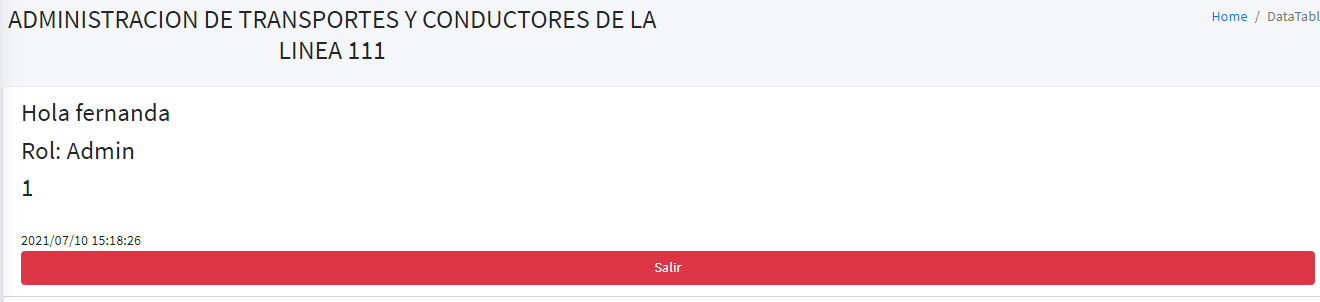 ADMINISTRACION DE TRANSPORTES Y CONDUCTORES DE LA
LINEA 111
Home / DataTabl
Hola fernanda
Rol: Admin
1
2021/07/10 15:18:26
Salir